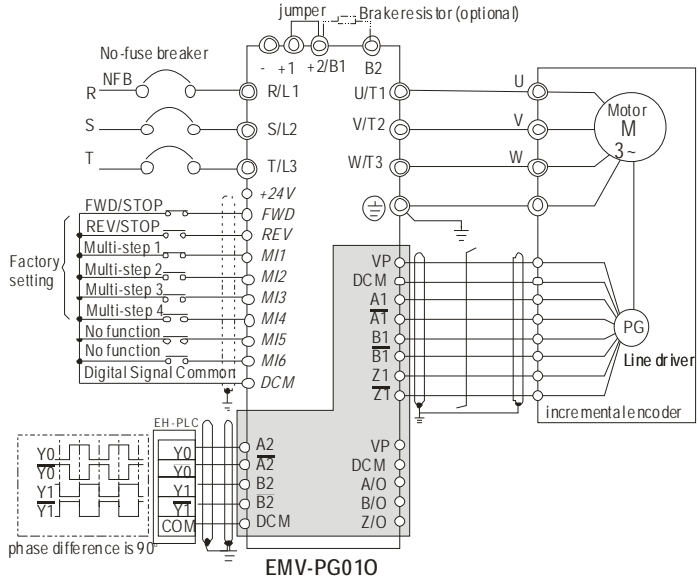 jumper
Brakeresistor (optional)
No-fuse breaker
- +1 +2/B1 B2
NFB
R R/L1 U/T1 U
S S/L2 V/T2 V
T T/L3 W/T3 W
Motor
M
3~
+24V
FWD/STOP FWD
REV/STOP REV
Multi-step 1 MI1
Multi-step 2 MI2
Multi-step 3 MI3
Multi-step 4 MI4
No function MI5
No function MI6
Digital Signal Common DCM
Factory
setting
VP
DCM
A1
A1
B1
B1
Z1
Z1
PG
Line driver
incremental encoder
EH-PLC
Y0 Y0 A2
Y0 Y0 A2
Y1 Y1 B2
Y1 Y1 B2
COM DCM
VP
DCM
A/O
B/O
Z/O
phase difference is 90°
EMV-PG01O